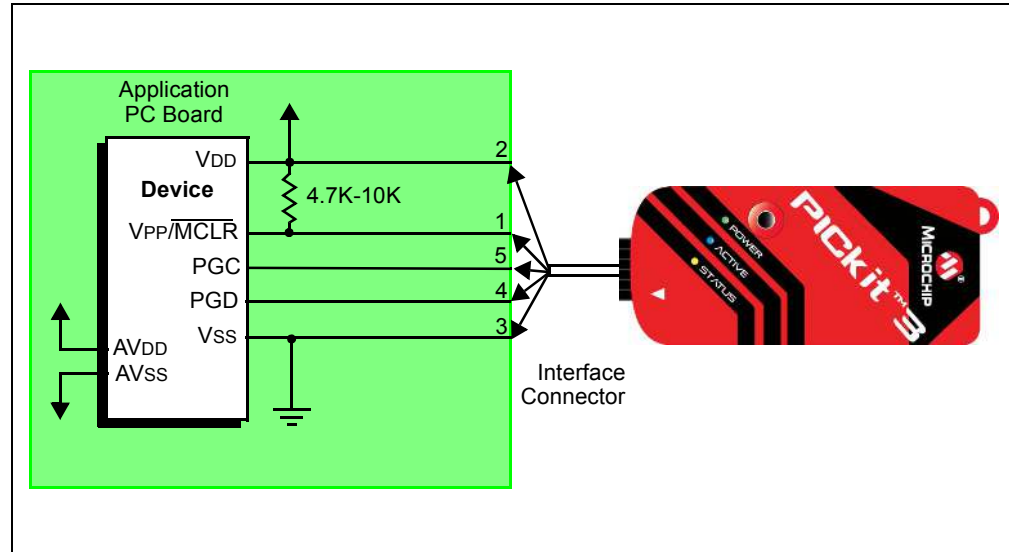 Application
PC Board
VDD
Device
VPP/MCLR
PGC
PGD
VSS
AVDD
AVSS
4.7K-10K
2
1
5
4
3
Interface
Connector
POWER
ACTIVE
STATUS
PICkit™ 3
MICROCHIP
®